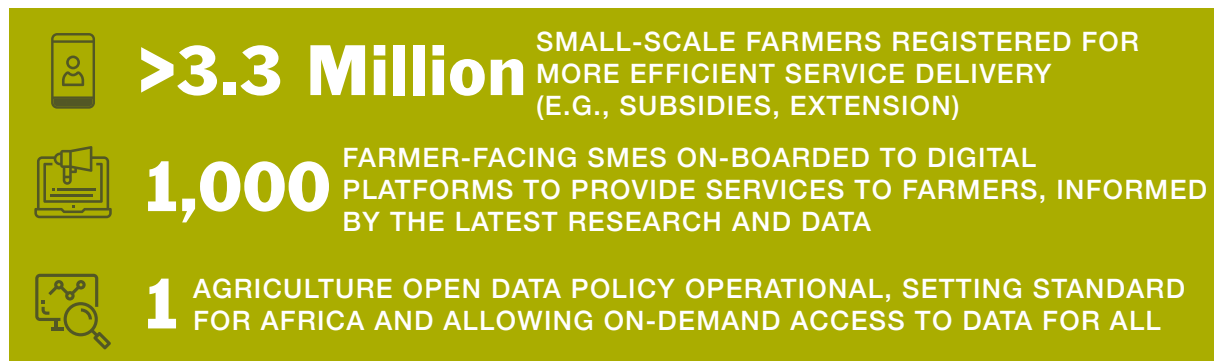 >3.3 Million SMALL-SCALE FARMERS REGISTERED FOR
MORE EFFICIENT SERVICE DELIVERY
(E.G., SUBSIDIES, EXTENSION)
1,000 FARMER-FACING SMES ON-BOARDED TO DIGITAL
PLATFORMS TO PROVIDE SERVICES TO FARMERS, INFORMED
BY THE LATEST RESEARCH AND DATA
1 AGRICULTURE OPEN DATA POLICY OPERATIONAL, SETTING STANDARD
FOR AFRICA AND ALLOWING ON-DEMAND ACCESS TO DATA FOR ALL